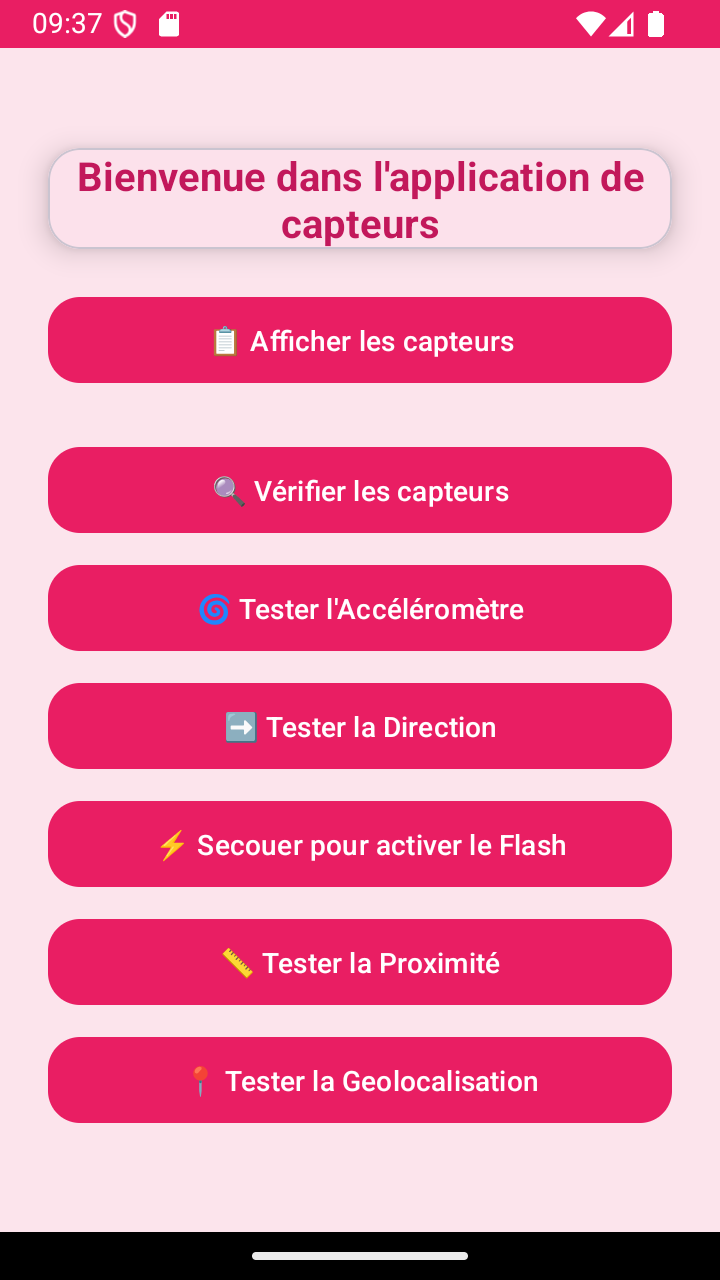 09:37
Bienvenue dans l'application de
capteurs
📋 Afficher les capteurs
🔍 Vérifier les capteurs
🌀 Tester l'Accéléromètre
➡️ Tester la Direction
⚡ Secouer pour activer le Flash
📏 Tester la Proximité
📍 Tester la Geolocalisation